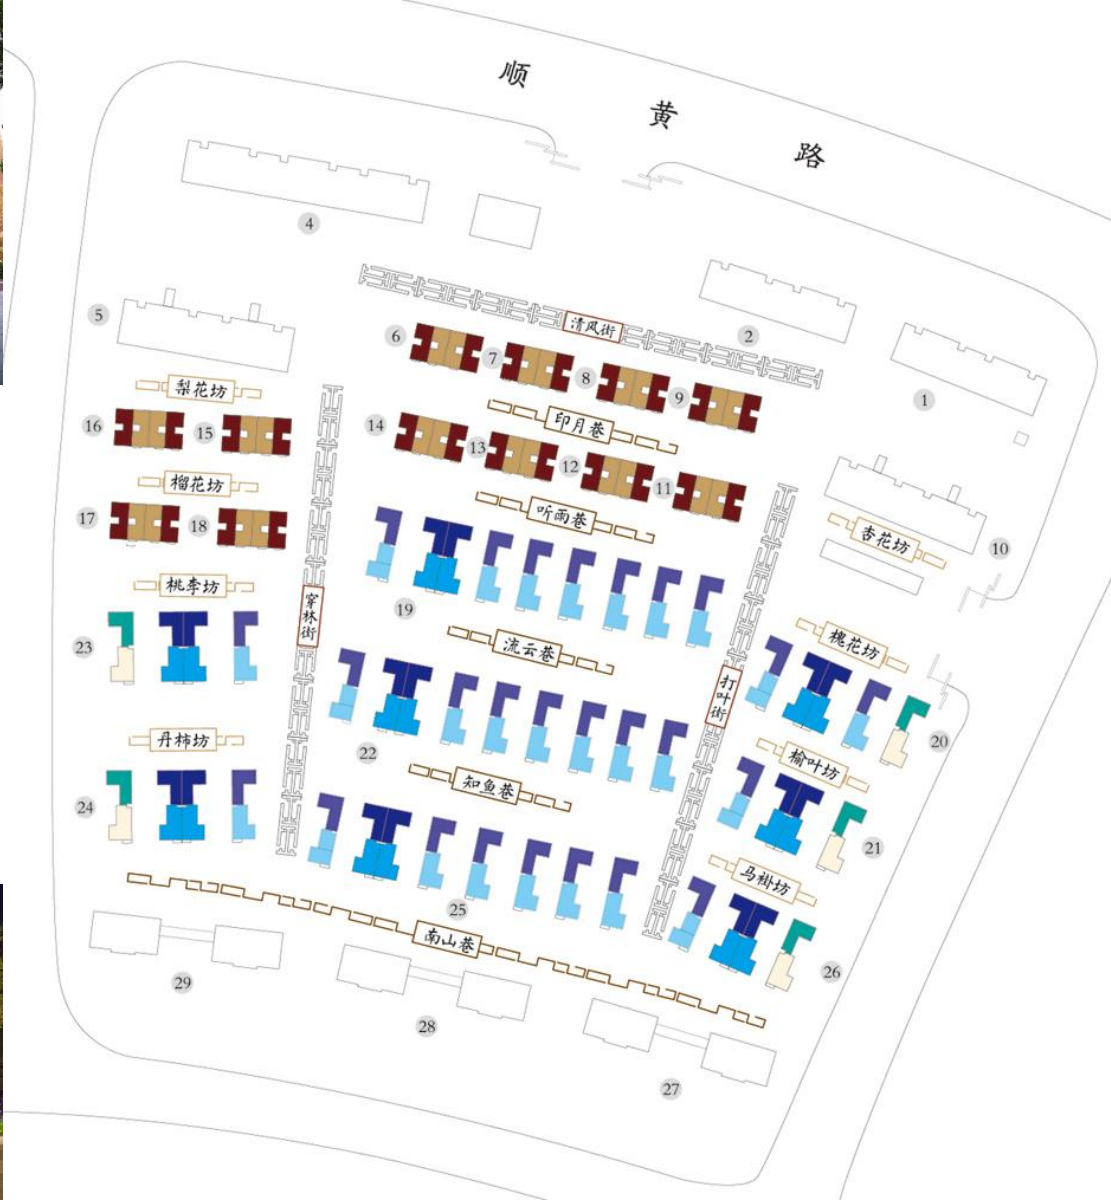 顺黄路
4
5
2
1
清风街
6
7
8
9
梨花坊
16
15
印月巷
14
13
12
11
榴花坊
听雨巷
17
18
杏花坊
10
桃李坊
穿林街
19
23
流云巷
槐花坊
打叶街
20
丹柿坊
22
榆叶坊
知鱼巷
24
21
马褂坊
25
南山巷
26
29
28
27